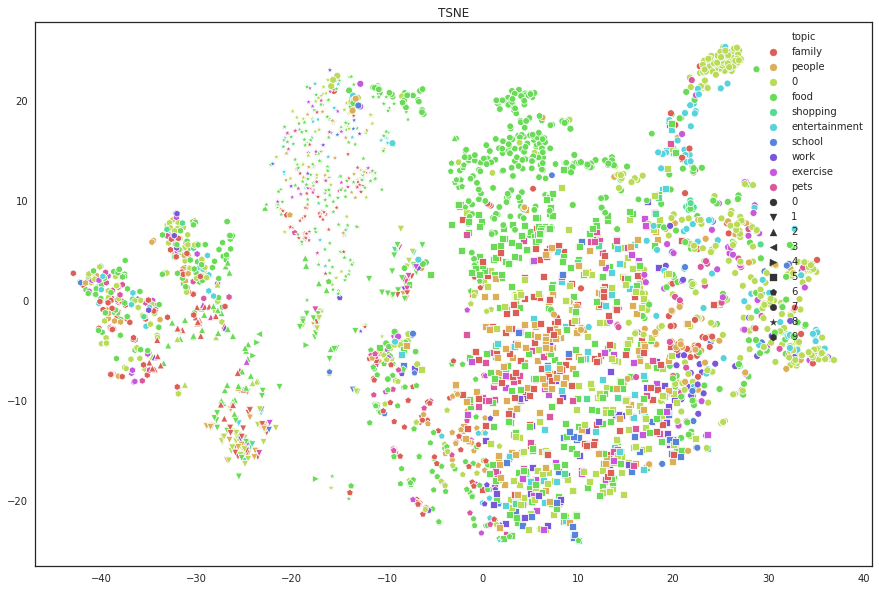 TSNE
topic
family
people
0
food
shopping
entertainment
school
work
exercise
pets
0
1
2
3
4
5
6
7
8
9
20
10
0
−10
−20
−40 −30 −20 −10 0 10 20 30 40